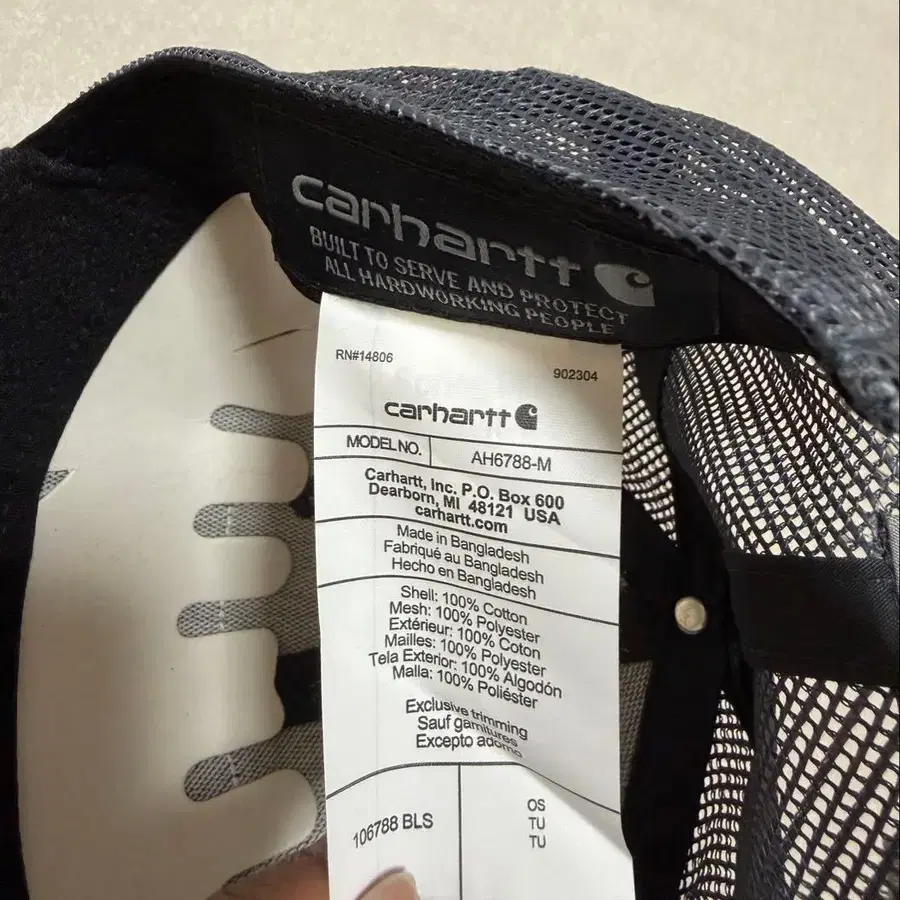 carhartt
BUILT TO SERVE AND PROTECT
ALL HARDWORKING PEOPLE
RN#14806
902304
carhartt
MODEL NO.
AH6788-M
Carhartt, Inc. P.O. Box 600
Dearborn, MI 48121 USA
carhartt.com
Made in Bangladesh
Fabriqué au Bangladesh
Hecho en Bangladesh
Shell: 100% Cotton
Mesh: 100% Polyester
Extérieur: 100% Coton
Mailles: 100% Polyester
Tela Exterior: 100% Algodón
Malla: 100% Poliéster
Exclusive trimming
Sauf garnitures
Excepto adorno
106788 BLS
OS
TU
TU